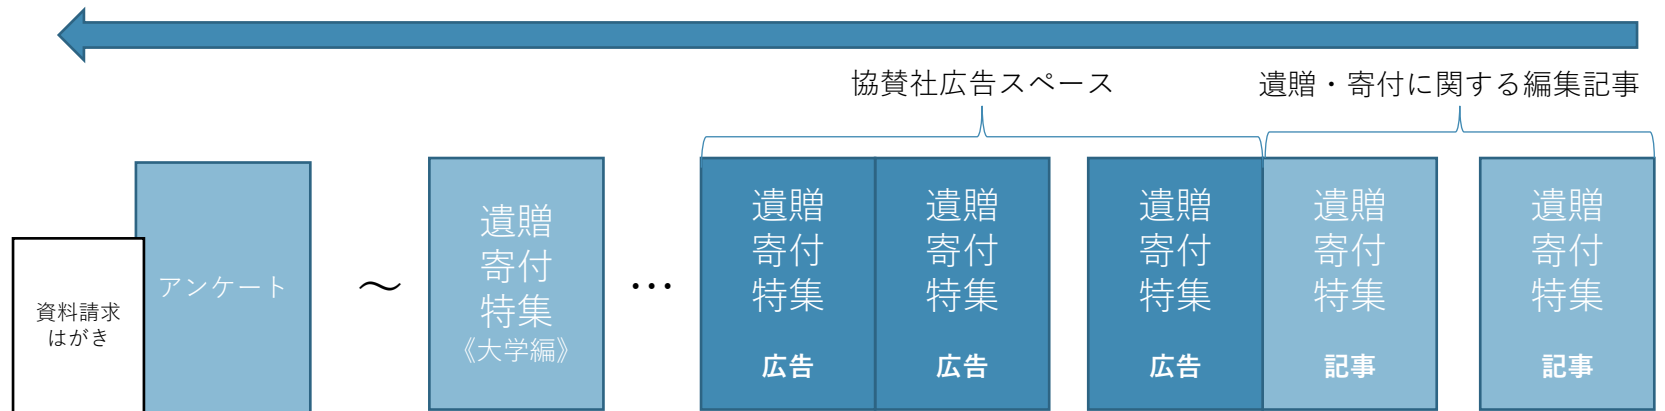 協賛社広告スペース
遺贈・寄付に関する編集記事
資料請求
はがき
アンケート
～
遺贈
寄付
特集
《大学編》
…
遺贈
寄付
特集
広告
遺贈
寄付
特集
広告
遺贈
寄付
特集
広告
遺贈
寄付
特集
記事
遺贈
寄付
特集
記事